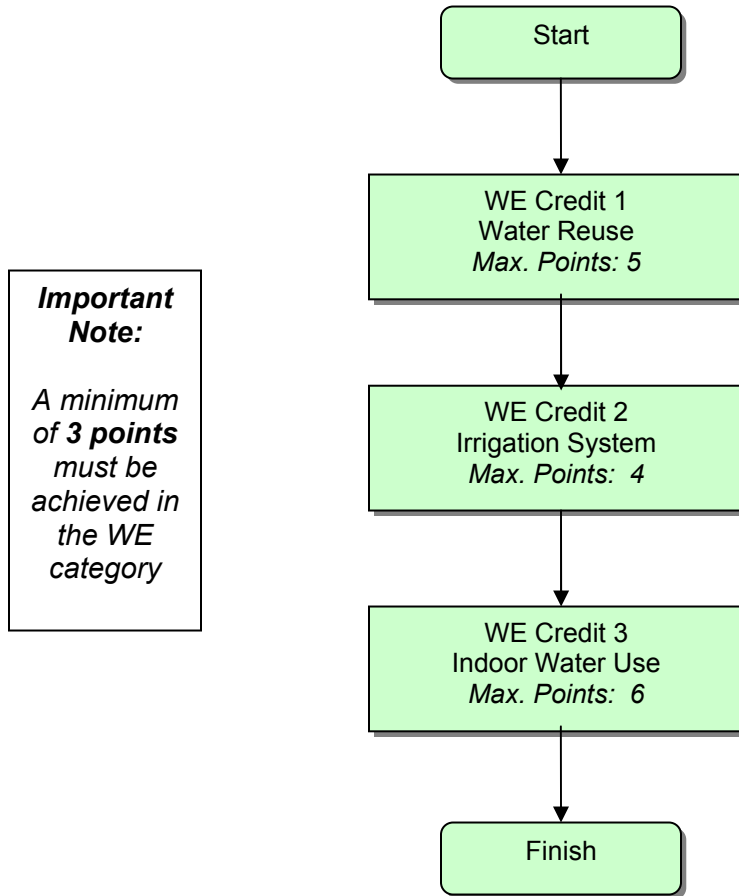 Start
WE Credit 1
Water Reuse
Max. Points: 5
Important
Note:
A minimum
of 3 points
must be
achieved in
the WE
category
WE Credit 2
Irrigation System
Max. Points: 4
WE Credit 3
Indoor Water Use
Max. Points: 6
Finish